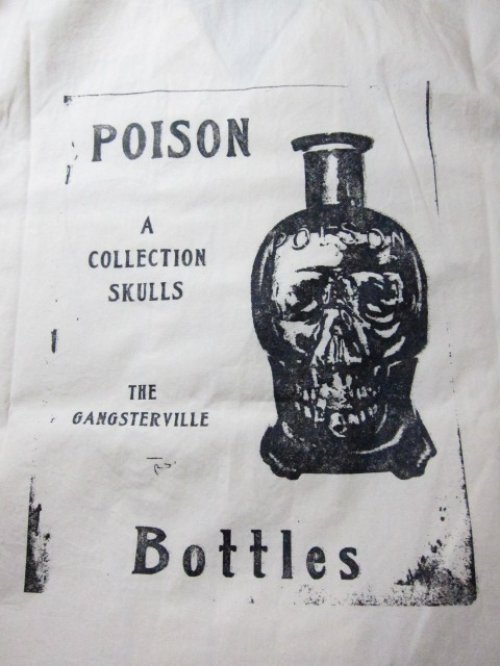 POISON
A
COLLECTION
SKULLS
POISON
THE
GANGSTERVILLE
Bottles